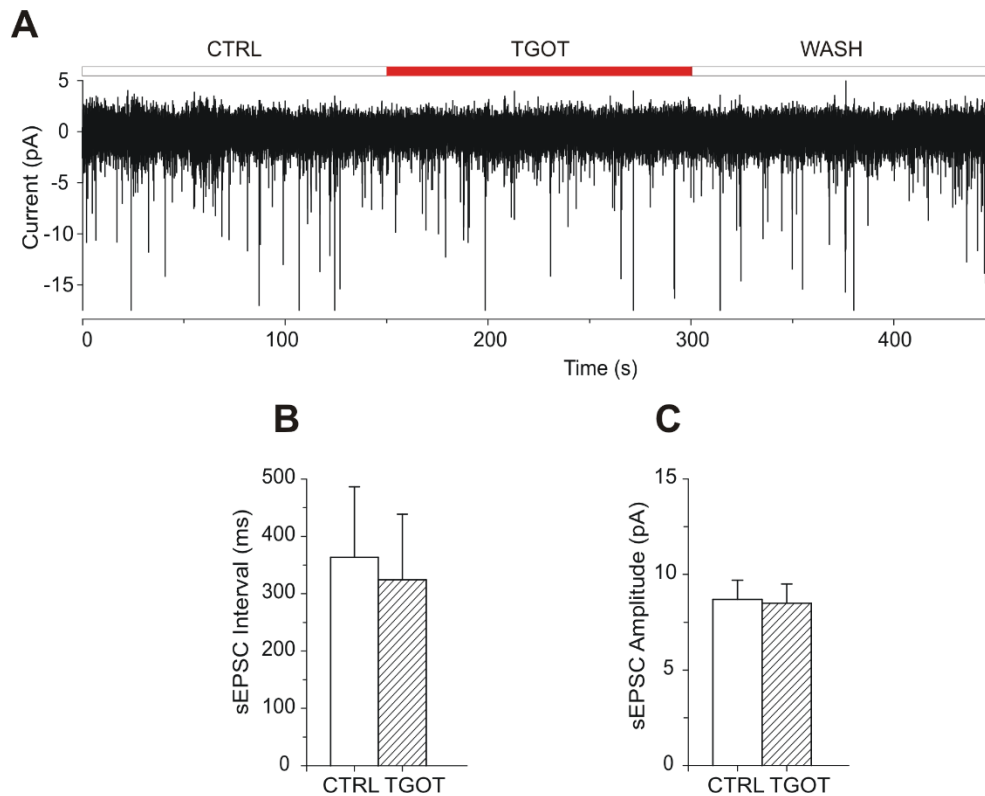 A
CTRL TGOT WASH
5
0
-5
-10
-15
Current (pA)
0 100 200 300 400
Time (s)
B
500
400
300
200
100
0
sEPSC Interval (ms)
CTRL TGOT
C
15
10
5
0
sEPSC Amplitude (pA)
CTRL TGOT